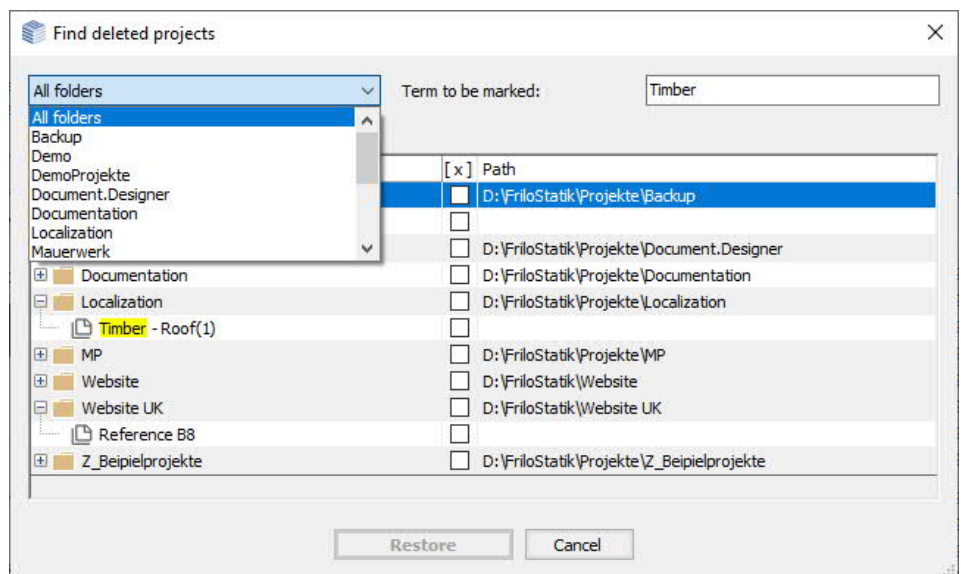 Find deleted projects
All folders
Term to be marked:
Timber
All folders
Backup
Demo
DemoProjekte
Document.Designer
Documentation
Localization
Mauerwerk
[x] Path
D:\FriloStatik\Projekte\Backup
D:\FriloStatik\Projekte\Document.Designer
Documentation D:\FriloStatik\Projekte\Documentation
Localization D:\FriloStatik\Projekte\Localization
Timber - Roof(1)
MP D:\FriloStatik\Projekte\MP
Website D:\FriloStatik\Website
Website UK D:\FriloStatik\Website UK
Reference B8
Z_Beipielprojekte D:\FriloStatik\Projekte\Z_Beipielprojekte
Restore Cancel